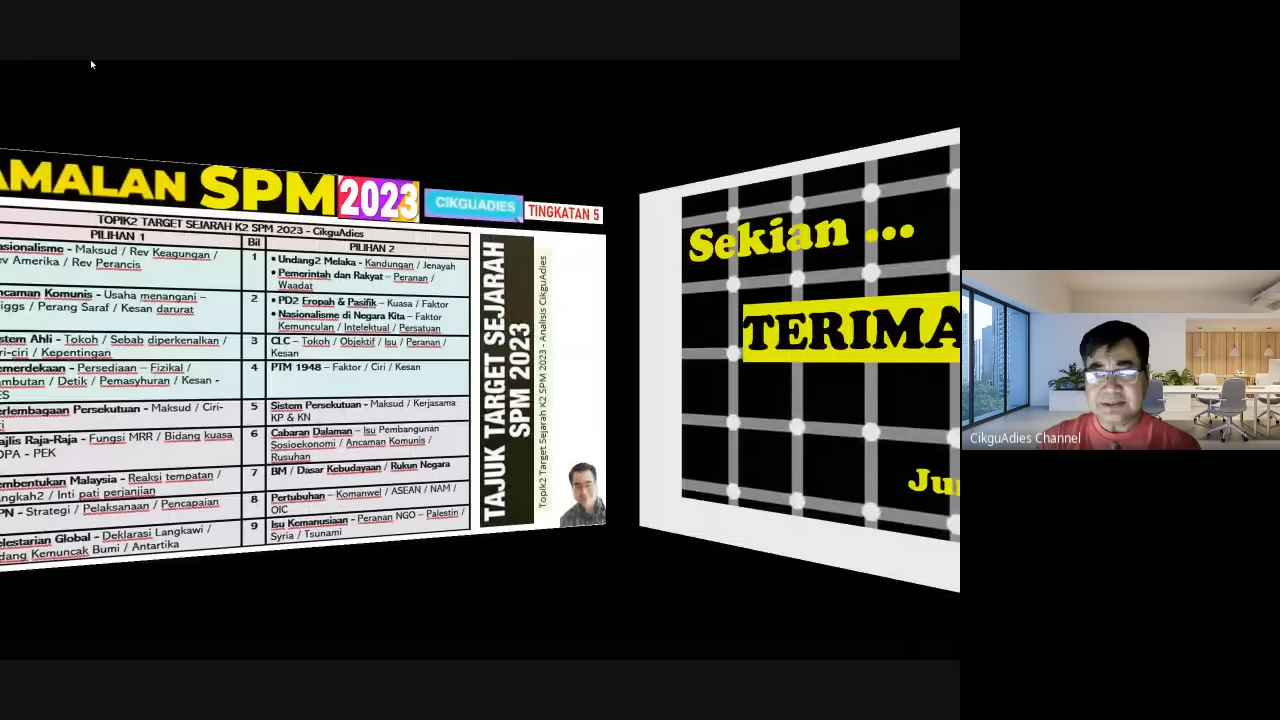 AMALAN SPM 2023 CIKGUADIES TINGKATAN 5
TOPIK2 TARGET SEJARAH K2 SPM 2023 - CikguAdies
PILIHAN 1 Bil PILIHAN 2
asionalisme - Maksud / Rev Keagungan /
ev Amerika / Rev Perancis
1
• Undang2 Melaka - Kandungan / Jenayah
• Pemerintah dan Rakyat – Peranan /
Waadat
ncaman Komunis - Usaha menangani –
iggs / Perang Saraf / Kesan darurat
2
• PD2 Eropah & Pasifik – Kuasa / Faktor
• Nasionalisme di Negara Kita – Faktor
Kemunculan / Intelektual / Persatuan
stem Ahli - Tokoh / Sebab diperkenalkan /
ri-ciri / Kepentingan
3
CLC – Tokoh / Objektif / Isu / Peranan /
Kesan
emerdekaan - Persediaan – Fizikal /
ambutan / Detik / Pemasyhuran / Kesan -
ES
4
PTM 1948 – Faktor / Ciri / Kesan
erlembagaan Persekutuan - Maksud / Ciri-
5
Sistem Persekutuan - Maksud / Kerjasama
KP & KN
ajlis Raja-Raja - Fungsi MRR / Bidang kuasa
DPA - PEK
6
Cabaran Dalaman – Isu Pembangunan
Sosioekonomi / Ancaman Komunis /
Rusuhan
embentukan Malaysia - Reaksi tempatan /
ngkah2 / Inti pati perjanjian
7
BM / Dasar Kebudayaan / Rukun Negara
PN - Strategi / Pelaksanaan / Pencapaian
8
Pertubuhan – Komanwel / ASEAN / NAM /
OIC
elestarian Global - Deklarasi Langkawi /
dang Kemuncak Bumi / Antartika
9
Isu Kemanusiaan - Peranan NGO – Palestin /
Syria / Tsunami
TAJUK TARGET SEJARAH
SPM 2023
Topik2 Target Sejarah K2 SPM 2023 - Analisis CikguAdies
Sekian ...
TERIMA
Ju
CikguAdies Channel